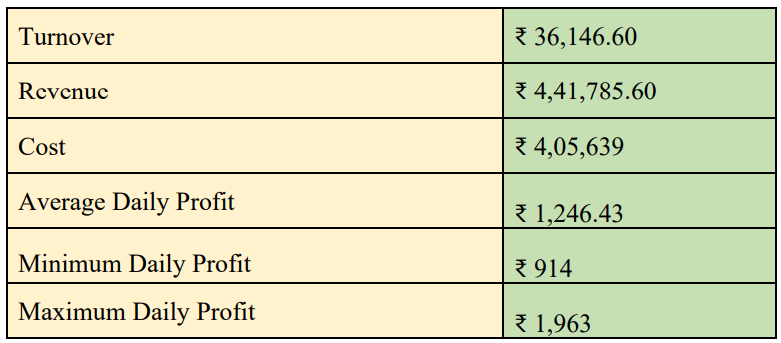 Turnover ₹ 36,146.60
Revenue ₹ 4,41,785.60
Cost ₹ 4,05,639
Average Daily Profit ₹ 1,246.43
Minimum Daily Profit ₹ 914
Maximum Daily Profit ₹ 1,963